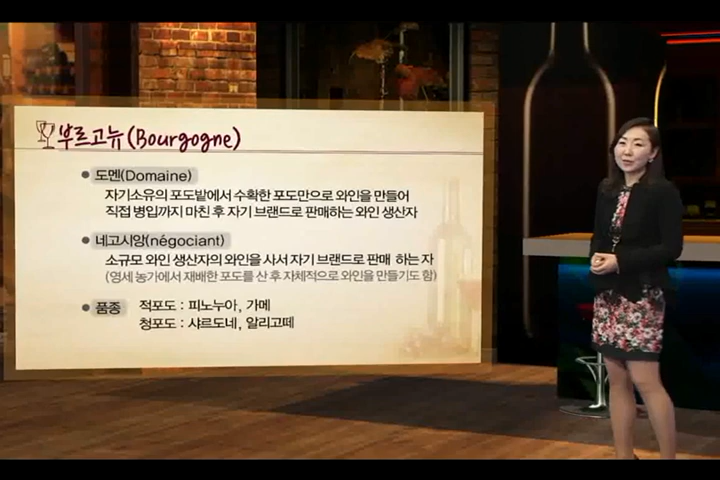 부르고뉴(Bourgogne)
도멘(Domaine)
자기소유의 포도밭에서 수확한 포도만으로 와인을 만들어
직접 병입까지 마친 후 자기 브랜드로 판매하는 와인 생산자
네고시앙(négociant)
소규모 와인 생산자의 와인을 사서 자기 브랜드로 판매 하는 자
(영세 농가에서 재배한 포도를 산 후 자체적으로 와인을 만들기도 함)
품종 적포도 : 피노누아, 가메
청포도 : 샤르도네, 알리고떼